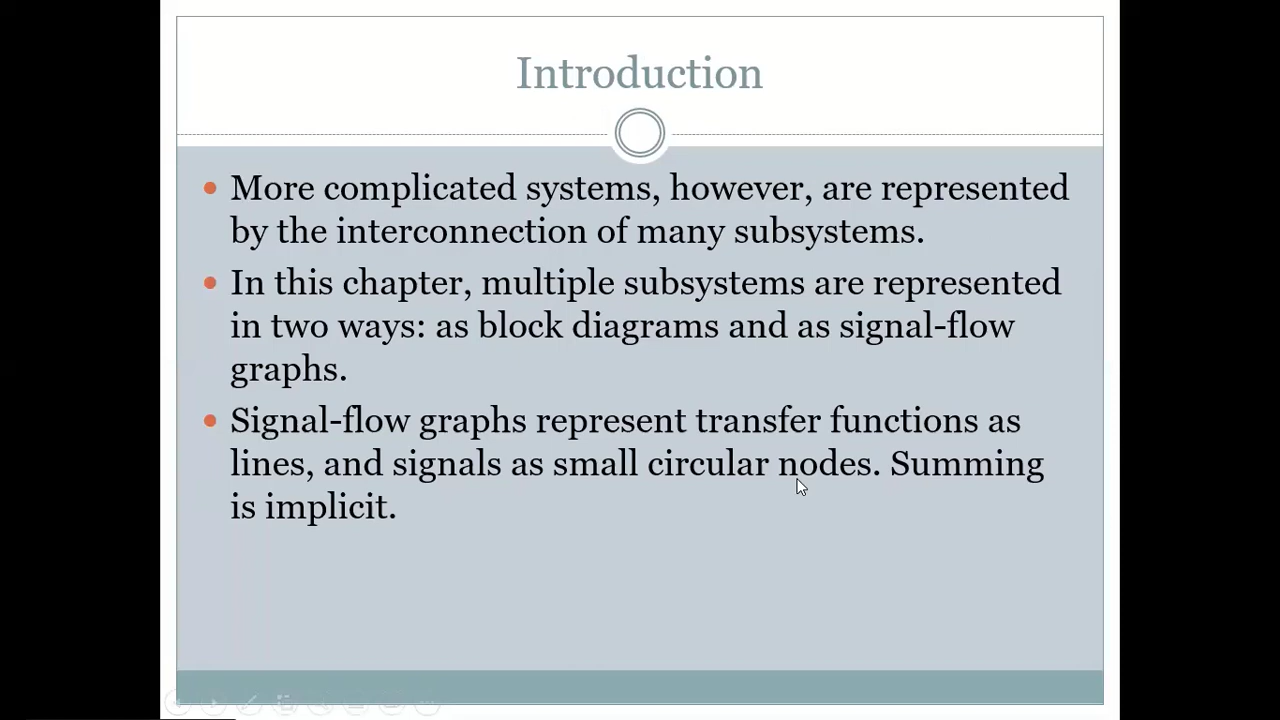 Introduction
• More complicated systems, however, are represented
by the interconnection of many subsystems.
• In this chapter, multiple subsystems are represented
in two ways: as block diagrams and as signal-flow
graphs.
• Signal-flow graphs represent transfer functions as
lines, and signals as small circular nodes. Summing
is implicit.